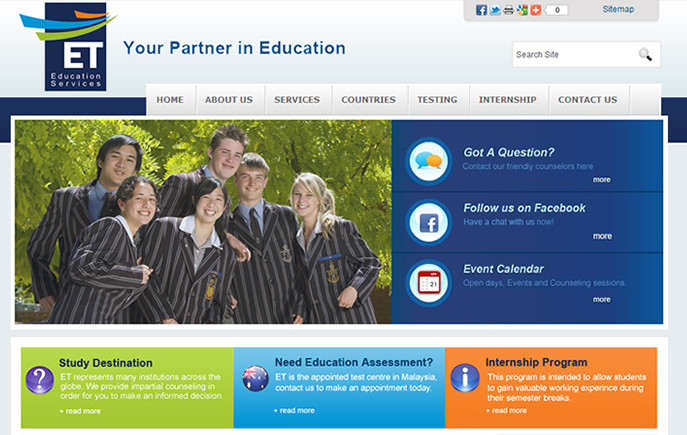 0
Sitemap
ET
Education
Services
Your Partner in Education
Search Site
HOME
ABOUT US
SERVICES
COUNTRIES
TESTING
INTERNSHIP
CONTACT US
Got A Question?
Contact our friendly counselors here
more
Follow us on Facebook
Have a chat with us now!
more
21
Event Calendar
Open days, Events and Counseling sessions.
more
Study Destination
ET represents many institutions across the
globe. We provide impartial counseling in
order for you to make an informed decision.
+ read more
Need Education Assessment?
ET is the appointed test centre in Malaysia,
contact us to make an appointment today.
+ read more
Internship Program
This program is intended to allow students
to gain valuable working experince during
their semester breaks.
+ read more